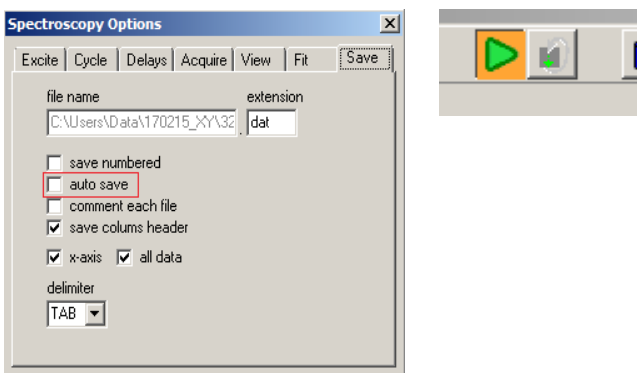 Spectroscopy Options
Excite Cycle Delays Acquire View Fit Save
file name extension
C:\Users\Data\170215_XY\32 . dat
save numbered
auto save
comment each file
save colums header
x-axis all data
delimiter
TAB